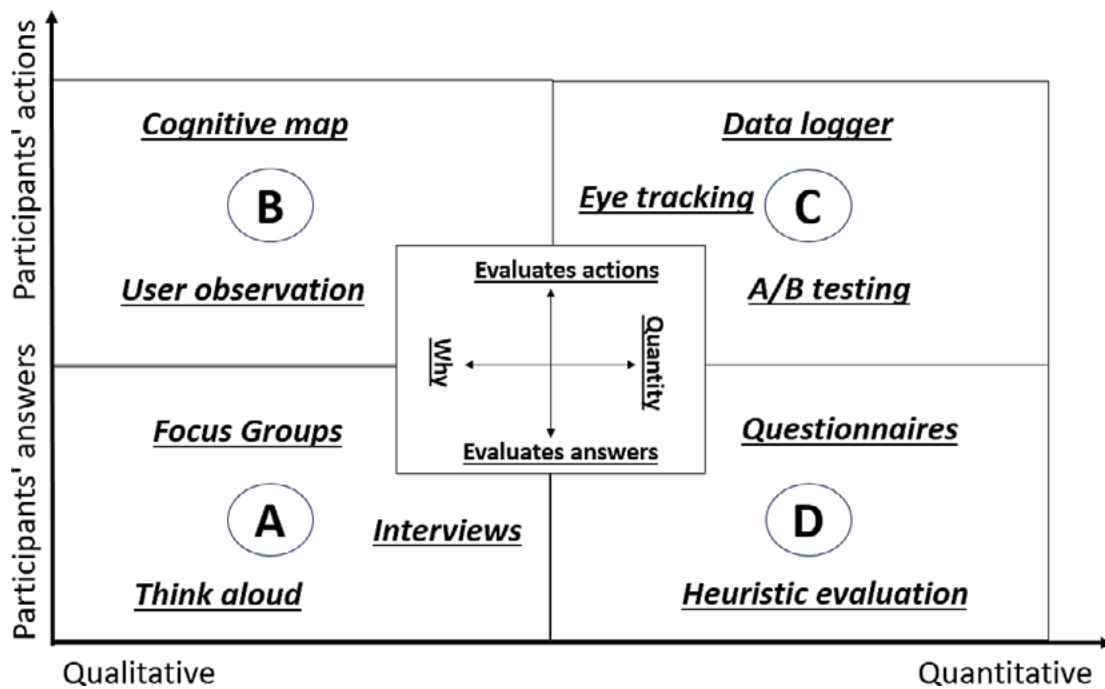 Participants' actions
Participants' answers
Cognitive map
B
User observation
Data logger
Eye tracking
C
A/B testing
Evaluates actions
Why
Quantity
Evaluates answers
Focus Groups
A
Interviews
Think aloud
Questionnaires
D
Heuristic evaluation
Qualitative
Quantitative